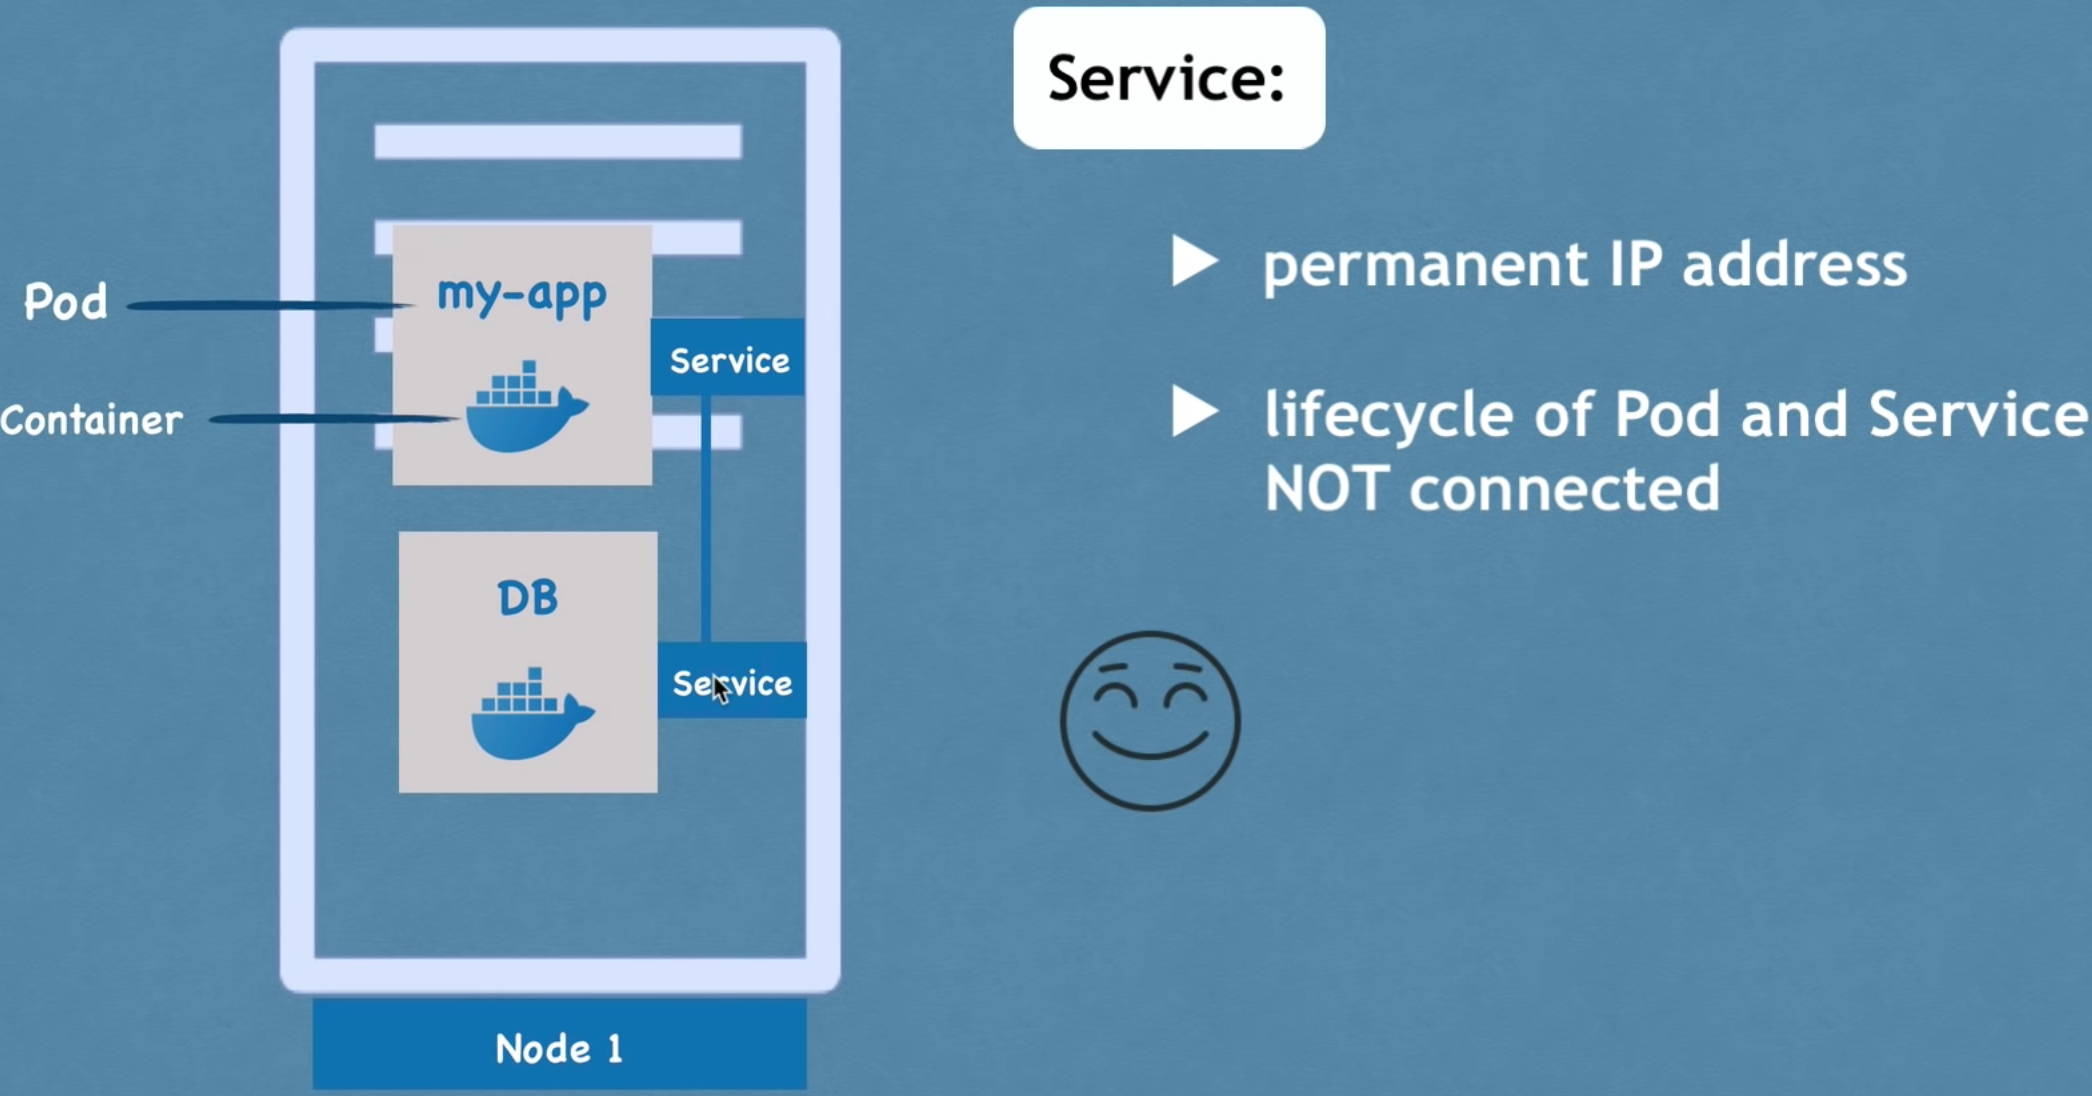 Service:
permanent IP address
lifecycle of Pod and Service
NOT connected
Pod
my-app
Service
Container
DB
Service
Node 1